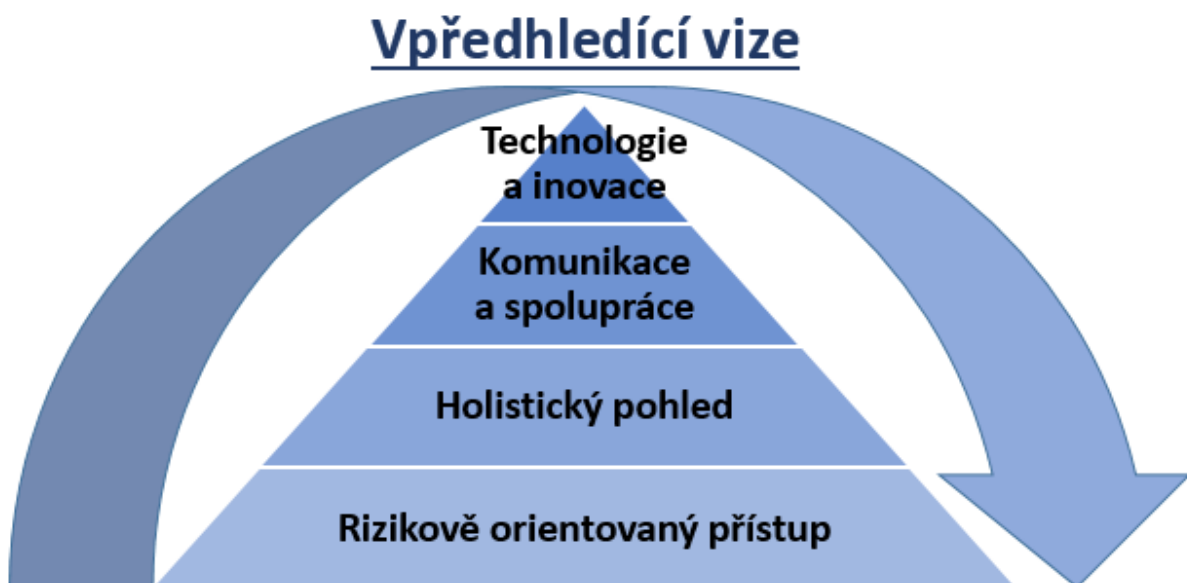 Vpředhledící vize
Technologie
a inovace
Komunikace
a spolupráce
Holistický pohled
Rizikově orientovaný přístup